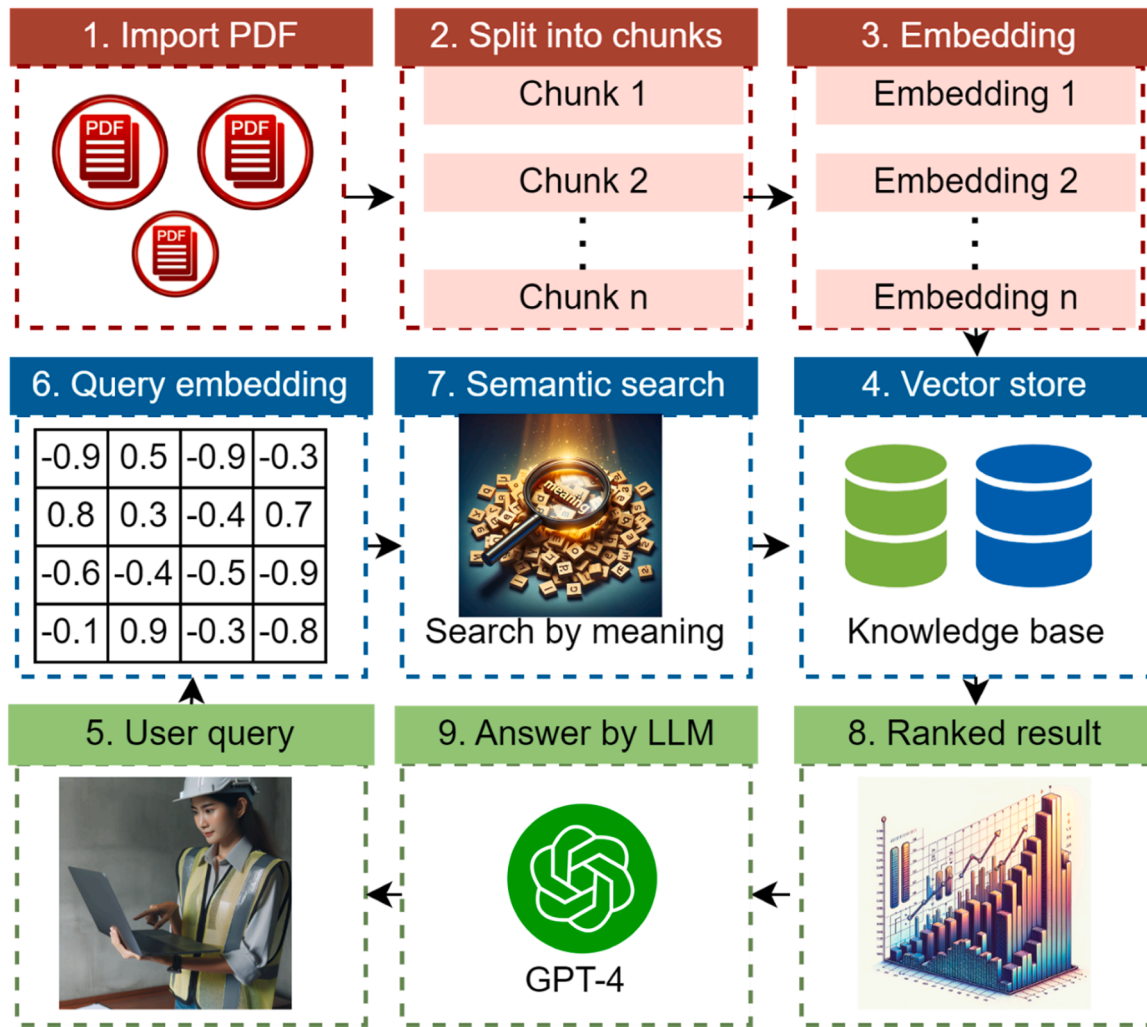 1. Import PDF
PDF
PDF
PDF
2. Split into chunks
Chunk 1
Chunk 2
Chunk n
3. Embedding
Embedding 1
Embedding 2
Embedding n
6. Query embedding
-0.9 0.5 -0.9 -0.3
0.8 0.3 -0.4 0.7
-0.6 -0.4 -0.5 -0.9
-0.1 0.9 -0.3 -0.8
7. Semantic search
meaning
Search by meaning
4. Vector store
Knowledge base
5. User query
9. Answer by LLM
GPT-4
8. Ranked result